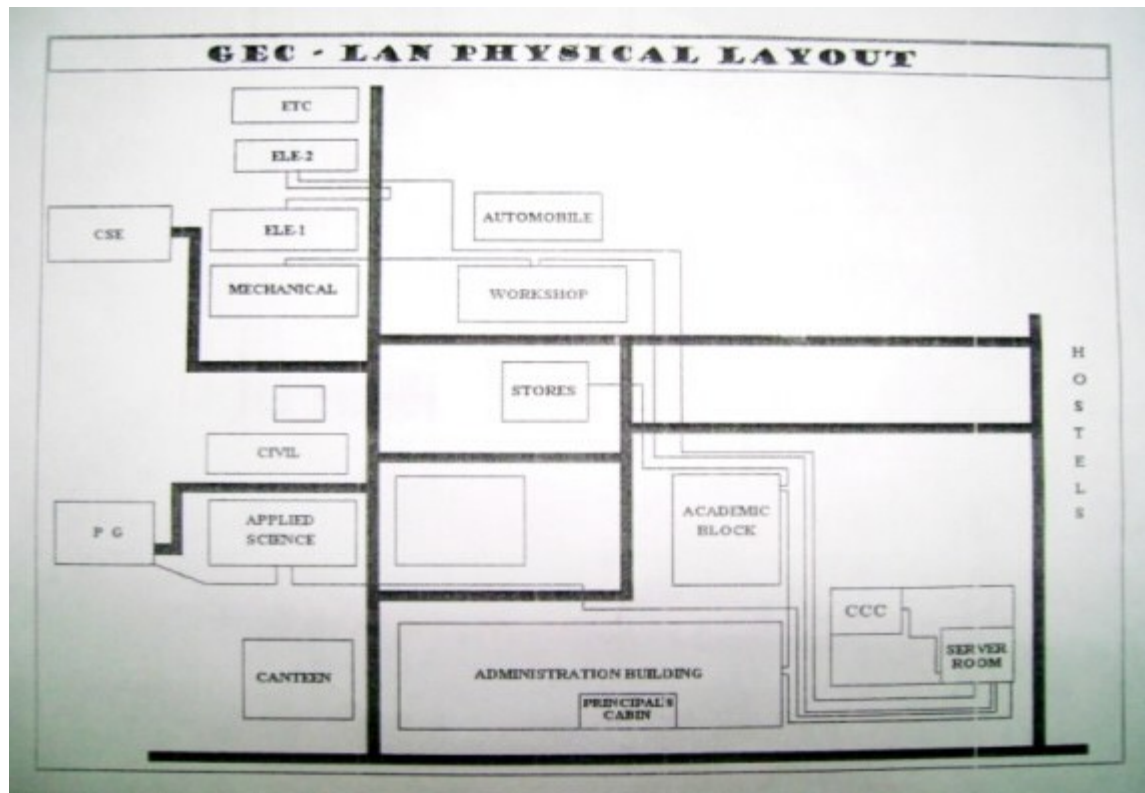 GEC - LAN PHYSICAL LAYOUT
ETC
ELE-2
AUTOMOBILE
CSE
ELE-1
MECHANICAL
WORKSHOP
HOSTELS
STORES
CIVIL
P G
APPLIED
SCIENCE
ACADEMIC
BLOCK
CCC
SERVER
ROOM
CANTEEN
ADMINISTRATION BUILDING
PRINCIPAL'S
CABIN